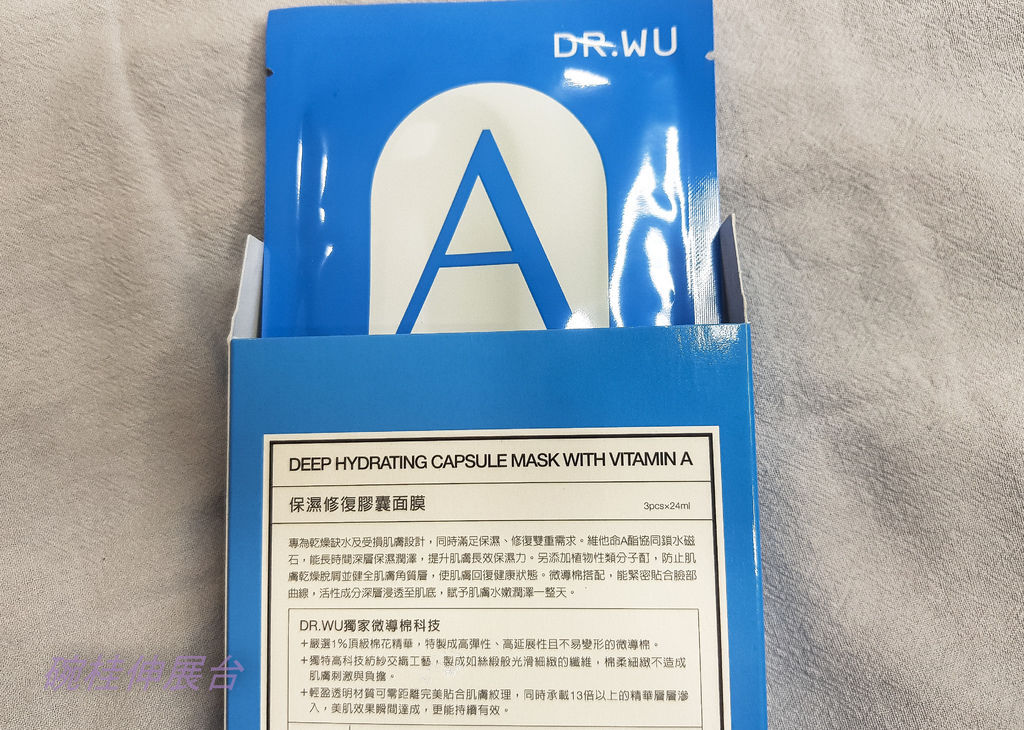 DR.WU
A
DEEP HYDRATING CAPSULE MASK WITH VITAMIN A
保濕修復膠囊面膜
3pcs×24ml
專為乾燥缺水及受損肌膚設計，同時滿足保濕、修復雙重需求。維他命A酯協同鎖水磁
石，能長時間深層保濕潤澤，提升肌膚長效保濕力。另添加植物性類分子酊，防止肌
膚乾燥脫屑並健全肌膚角質層，使肌膚回復健康狀態。微導棉搭配，能緊密貼合臉部
曲線，活性成分深層浸透至肌底，賦予肌膚水嫩潤澤一整天。
DR.WU獨家微導棉科技
+嚴選1%頂級棉花精華，特製成高彈性、高延展性且不易變形的微導棉。
+獨特高科技紡紗交織工藝，製成如絲緞般光滑細緻的纖維，棉柔細緻不造成
肌膚刺激與負擔。
+輕盈透明材質可零距離完美貼合肌膚紋理，同時承載13倍以上的精華層層滲
入，美肌效果瞬間達成，更能持續有效。
伸展台